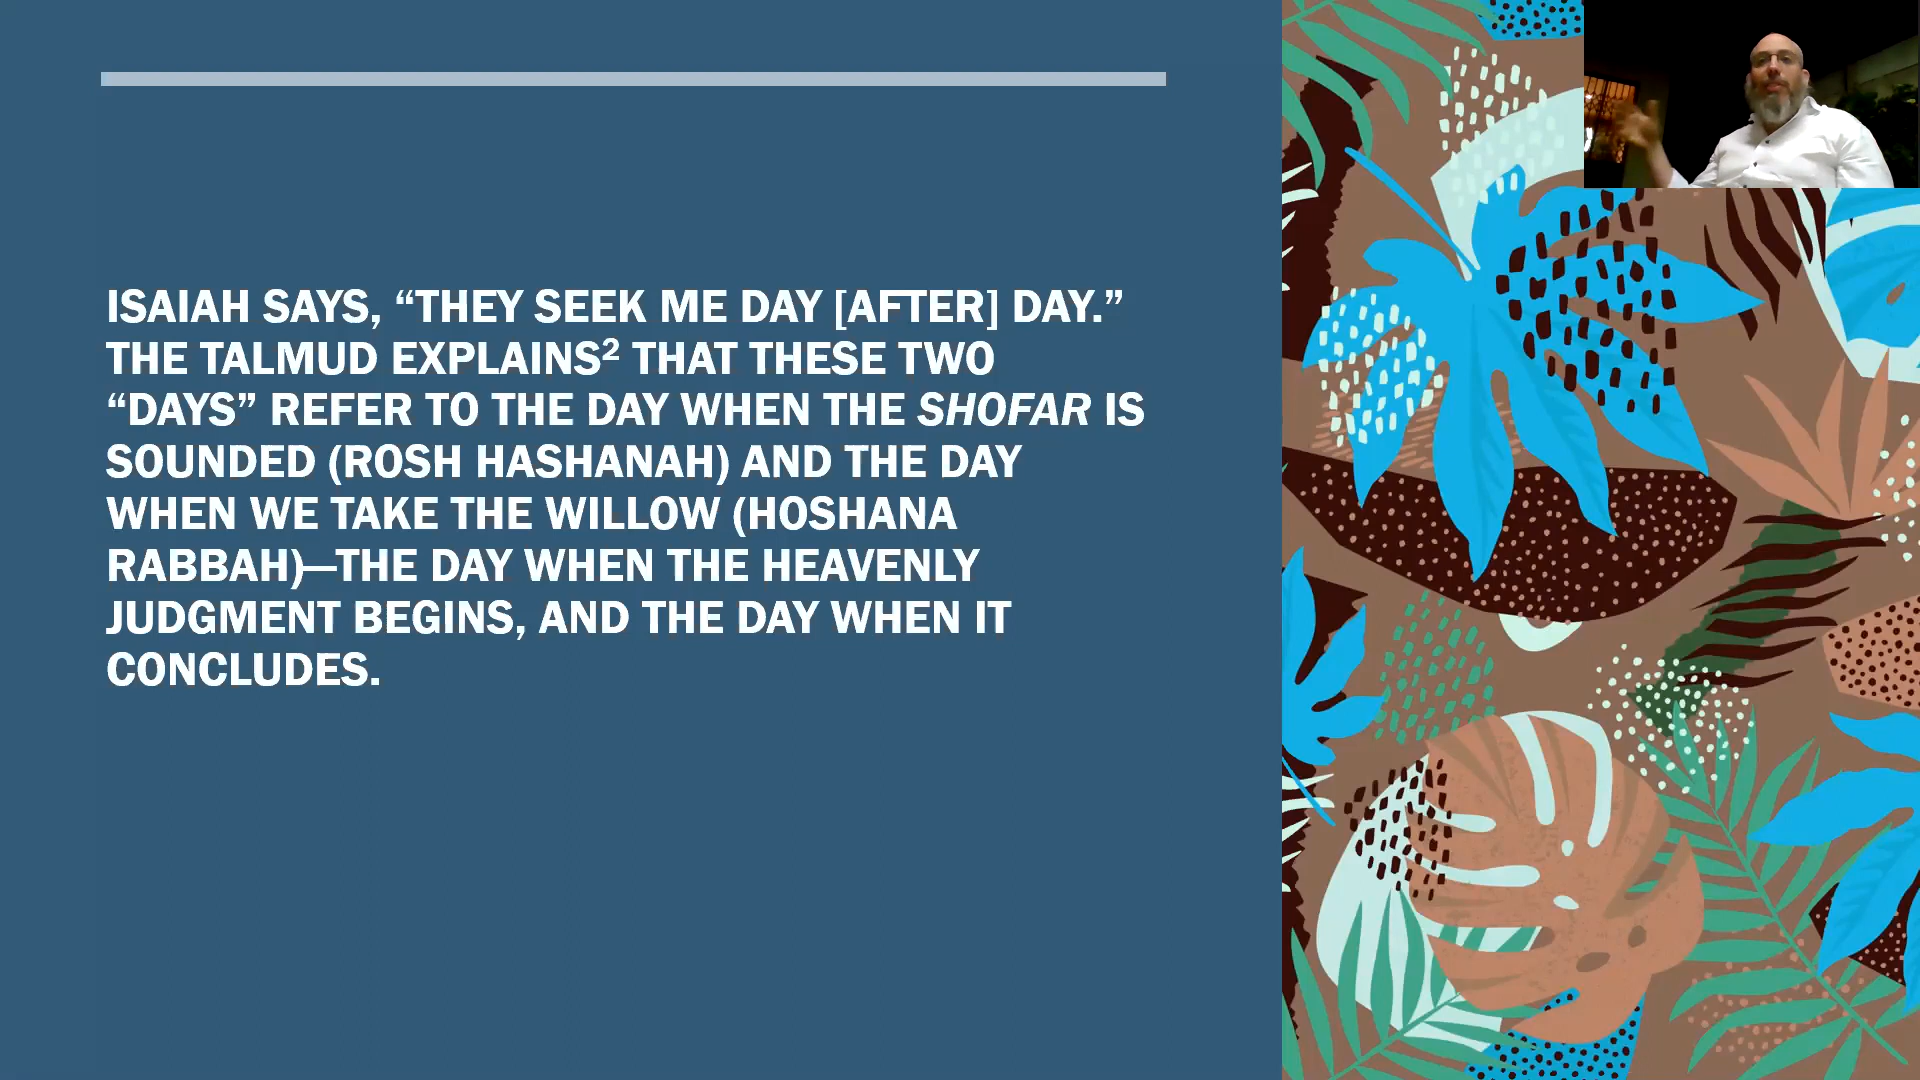 ISAIAH SAYS, “THEY SEEK ME DAY [AFTER] DAY.”
THE TALMUD EXPLAINS² THAT THESE TWO
“DAYS” REFER TO THE DAY WHEN THE SHOFAR IS
SOUNDED (ROSH HASHANAH) AND THE DAY
WHEN WE TAKE THE WILLOW (HOSHANA
RABBAH)—THE DAY WHEN THE HEAVENLY
JUDGMENT BEGINS, AND THE DAY WHEN IT
CONCLUDES.